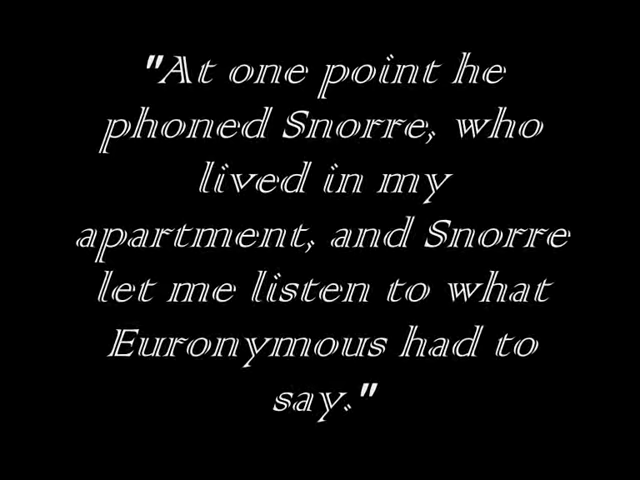 "At one point he
phoned Snorre, who
lived in my
apartment, and Snorre
let me listen to what
Euronymous had to
say."